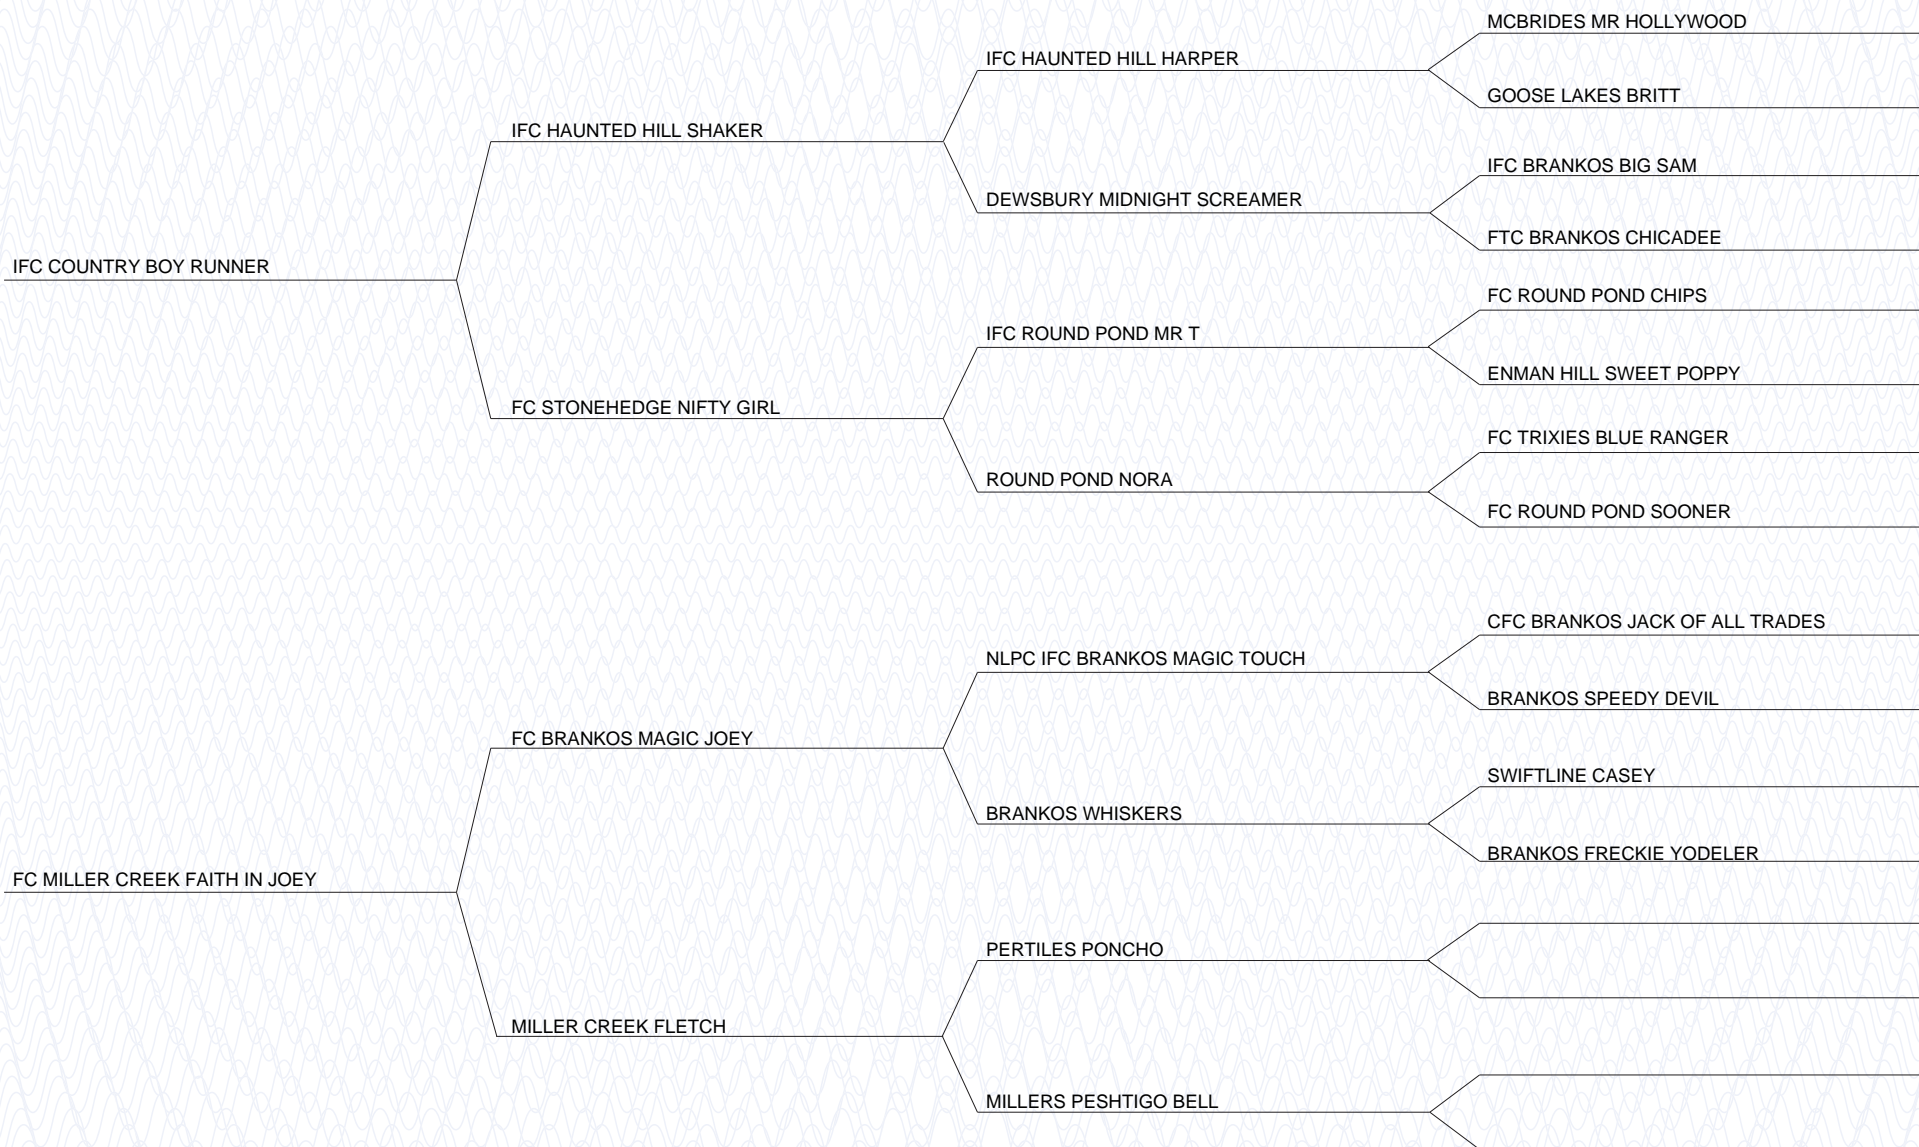 MCBRIDES MR HOLLYWOOD
IFC HAUNTED HILL HARPER
GOOSE LAKES BRITT
IFC HAUNTED HILL SHAKER
IFC BRANKOS BIG SAM
DEWSBURY MIDNIGHT SCREAMER
FTC BRANKOS CHICADEE
IFC COUNTRY BOY RUNNER
FC ROUND POND CHIPS
IFC ROUND POND MR T
ENMAN HILL SWEET POPPY
FC STONEHEDGE NIFTY GIRL
FC TRIXIES BLUE RANGER
ROUND POND NORA
FC ROUND POND SOONER
CFC BRANKOS JACK OF ALL TRADES
NLPC IFC BRANKOS MAGIC TOUCH
BRANKOS SPEEDY DEVIL
FC BRANKOS MAGIC JOEY
SWIFTLINE CASEY
BRANKOS WHISKERS
BRANKOS FRECKIE YODELER
FC MILLER CREEK FAITH IN JOEY
PERTILES PONCHO
MILLER CREEK FLETCH
MILLERS PESHTIGO BELL